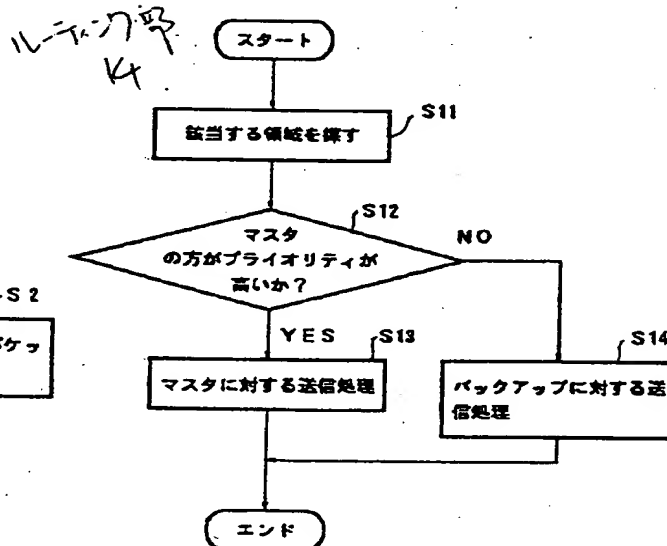 ルーティング部
14
スタート
S11
該当する領域を探す
S12
マスタ
の方がプライオリティが
高いか?
NO
S2
YES
S13
S14
ケッ
マスタに対する送信処理
バックアップに対する送
信処理
エンド